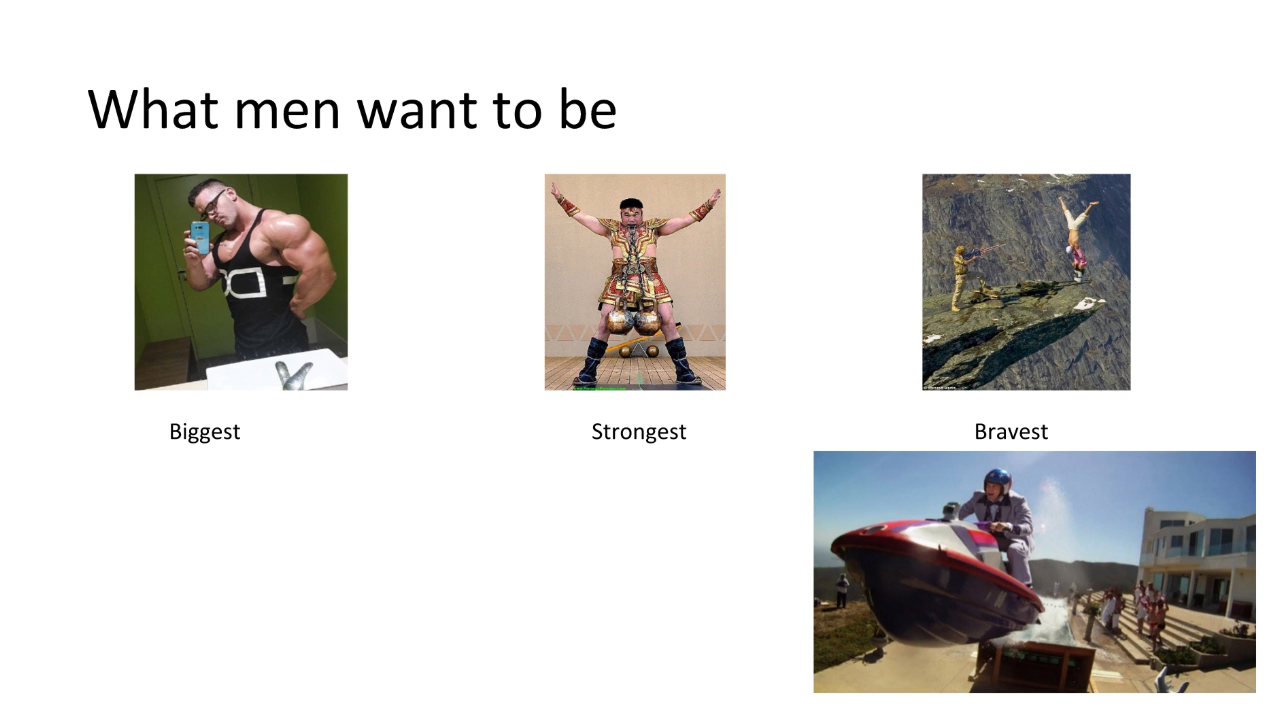 What men want to be
Biggest
Strongest
Bravest